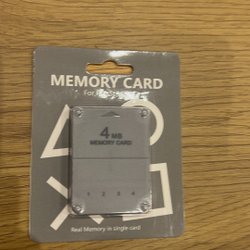 MEMORY CARD
For
4 MB
MEMORY CARD
1 2 3 4
Real Memory in single card